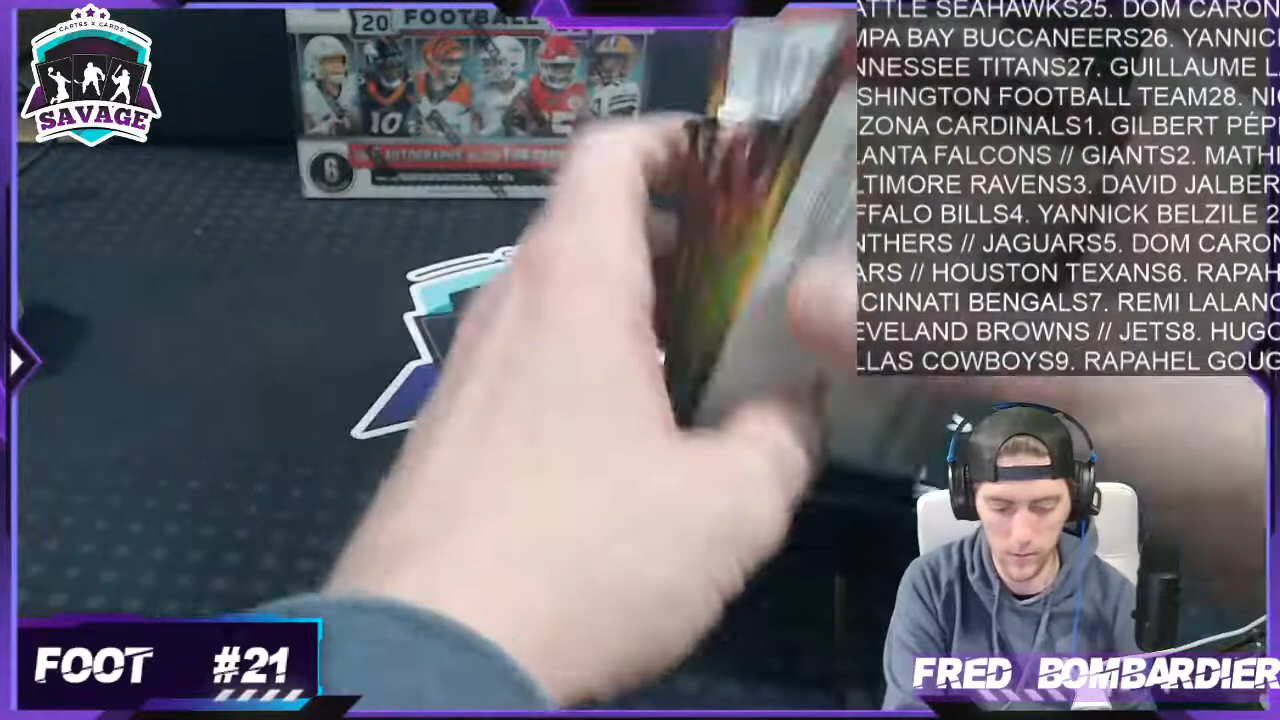 CARTES X CARDS
SAVAGE
20 FOOTBALL
10
6
ATTLE SEAHAWKS25. DOM CARON
MPA BAY BUCCANEERS26. YANNICK
NNESSEE TITANS27. GUILLAUME L
SHINGTON FOOTBALL TEAM28. NI
ZONA CARDINALS1. GILBERT PÉP
LANTA FALCONS // GIANTS2. MATHI
LTIMORE RAVENS3. DAVID JALBER
FFALO BILLS4. YANNICK BELZILE 2
NTHERS // JAGUARS5. DOM CARON
ARS // HOUSTON TEXANS6. RAPAH
CINNATI BENGALS7. REMI LALANC
EVELAND BROWNS // JETS8. HUGO
LLAS COWBOYS9. RAPAHEL GOUG
FOOT #21
FRED BOMBARDIER